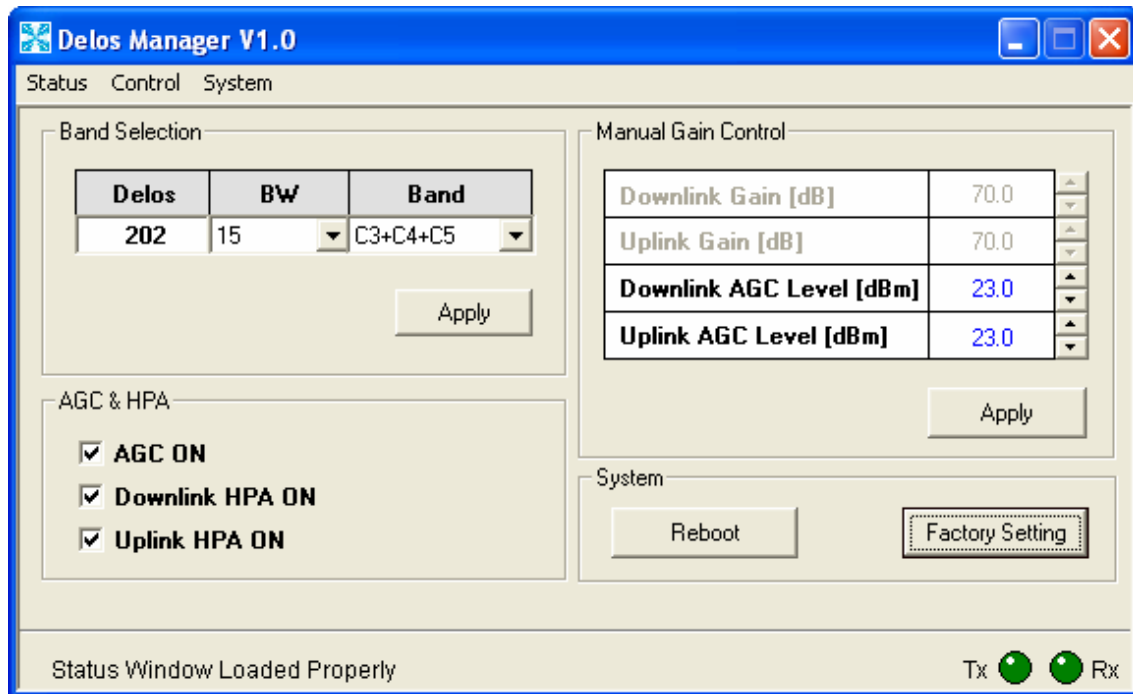 Delos Manager V1.0
Status Control System
Band Selection
Delos BW Band
202 15 C3+C4+C5
Apply
AGC & HPA
AGC ON
Downlink HPA ON
Uplink HPA ON
Manual Gain Control
Downlink Gain [dB] 70.0
Uplink Gain [dB] 70.0
Downlink AGC Level [dBm] 23.0
Uplink AGC Level [dBm] 23.0
Apply
System
Reboot Factory Setting
Status Window Loaded Properly Tx Rx